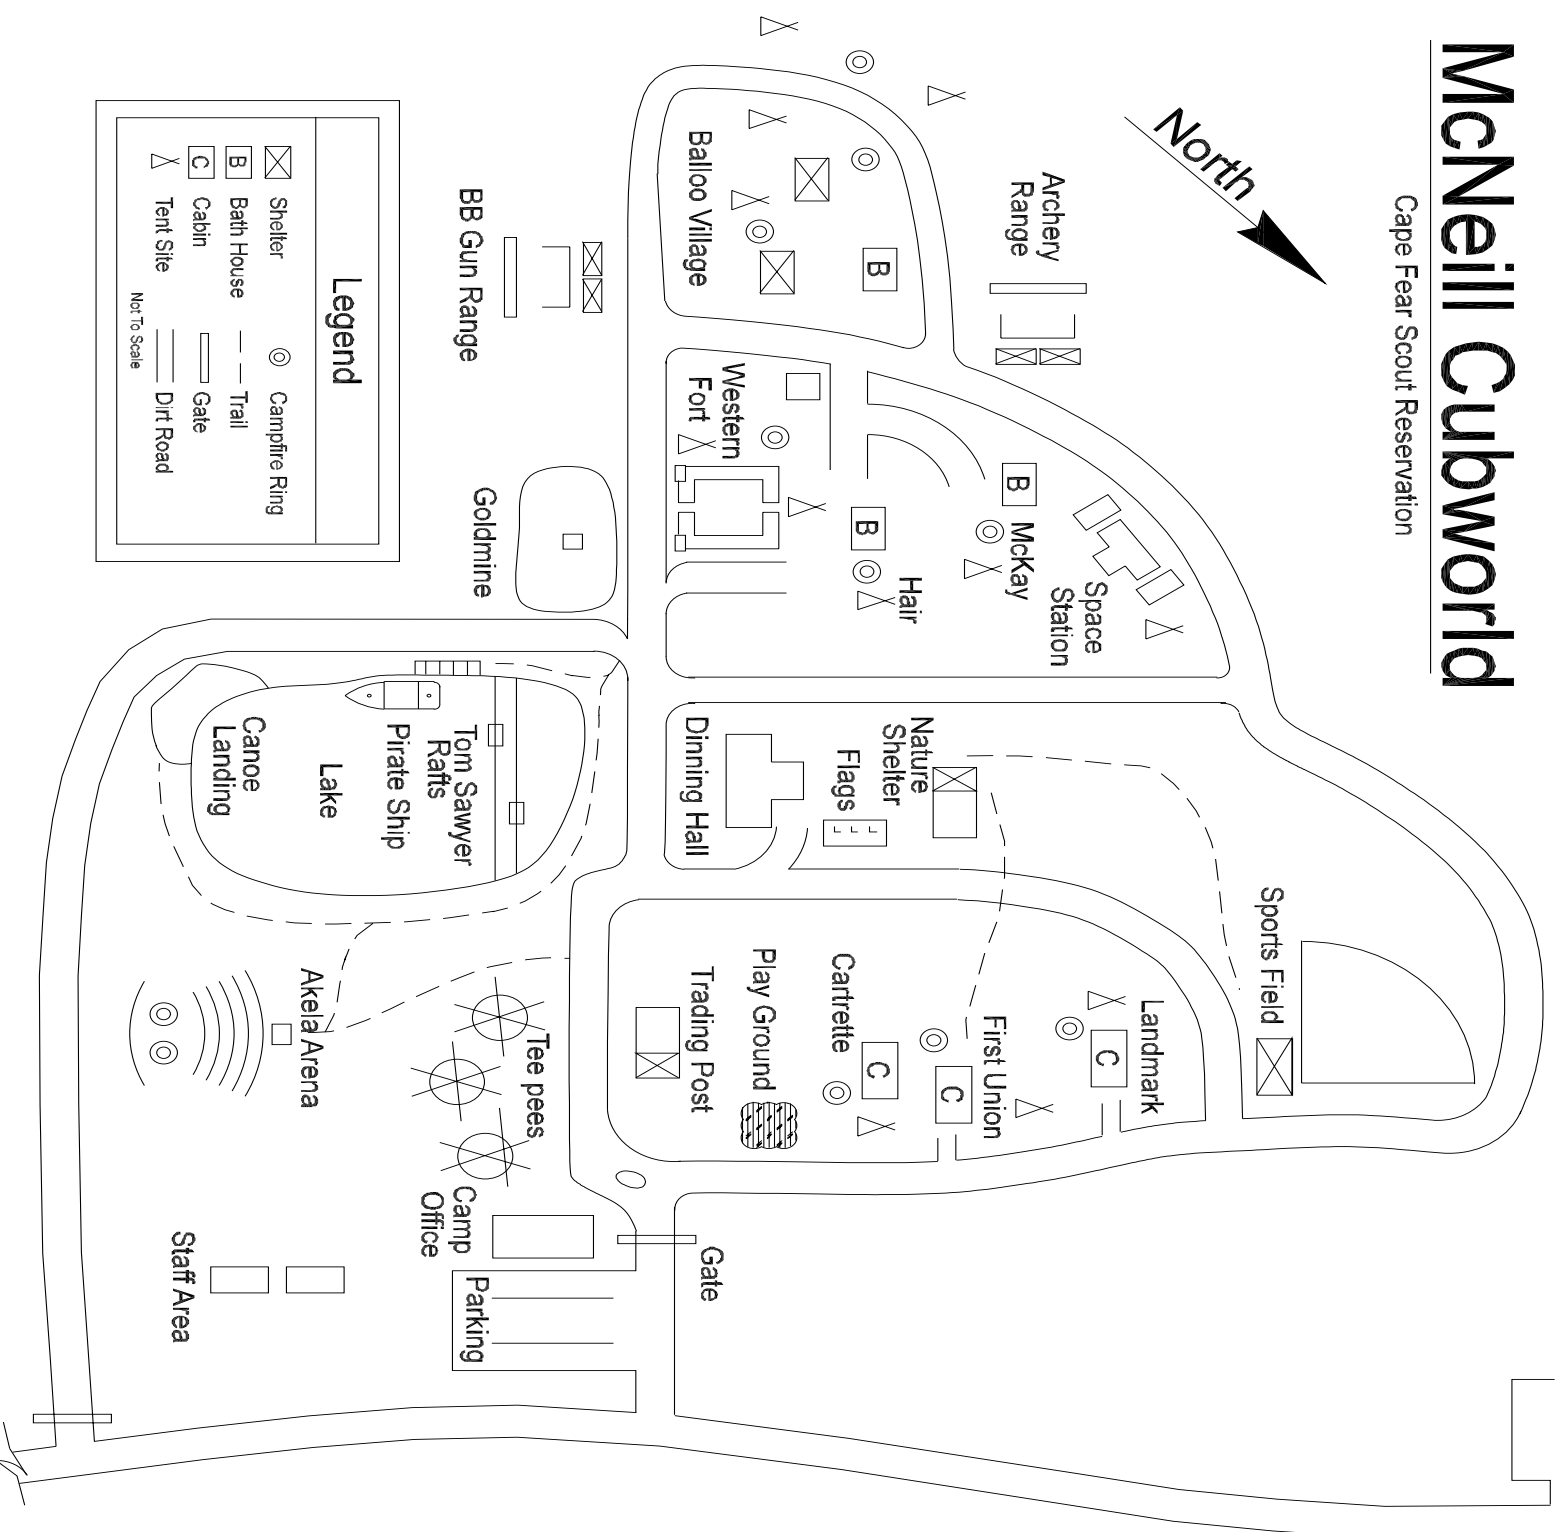 McNeill Cubworld
Cape Fear Scout Reservation
North
Archery
Range
Balloo Village
B
BB Gun Range
Legend
Shelter
Campfire Ring
B
Bath House
Trail
C
Cabin
Gate
Tent Site
Dirt Road
Not To Scale
Western
Fort
B
McKay
B
Hair
Space
Station
Goldmine
Nature
Shelter
Flags
Dinning Hall
Tom Sawyer
Rafts
Pirate Ship
Lake
Canoe
Landing
Sports Field
Landmark
C
First Union
C
Cartrette
C
Play Ground
Trading Post
Tee pees
Akela Arena
Camp
Office
Gate
Parking
Staff Area